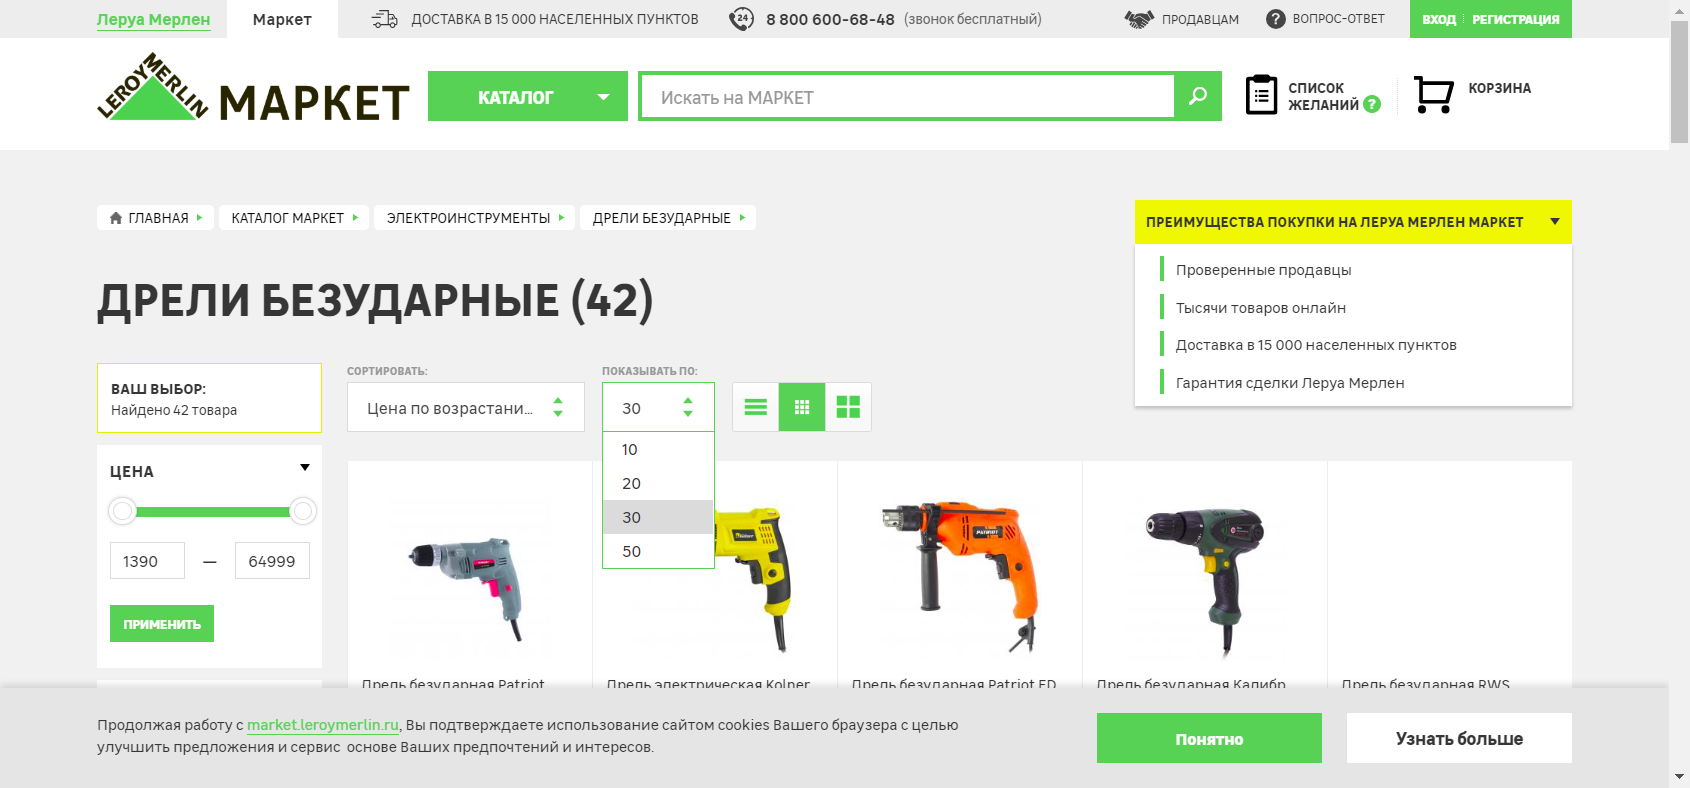 Леруа Мерлен
Маркет
ДОСТАВКА В 15 000 НАСЕЛЕННЫХ ПУНКТОВ
24
8 800 600-68-48 (звонок бесплатный)
ПРОДАВЦАМ
? ВОПРОС-ОТВЕТ
ВХОД РЕГИСТРАЦИЯ
LEROY MERLIN МАРКЕТ
КАТАЛОГ
Искать на МАРКЕТ
СПИСОК
ЖЕЛАНИЙ ?
КОРЗИНА
ГЛАВНАЯ
КАТАЛОГ МАРКЕТ
ЭЛЕКТРОИНСТРУМЕНТЫ
ДРЕЛИ БЕЗУДАРНЫЕ
ПРЕИМУЩЕСТВА ПОКУПКИ НА ЛЕРУА МЕРЛЕН МАРКЕТ
Проверенные продавцы
Тысячи товаров онлайн
Доставка в 15 000 населенных пунктов
Гарантия сделки Леруа Мерлен
ДРЕЛИ БЕЗУДАРНЫЕ (42)
ВАШ ВЫБОР:
Найдено 42 товара
СОРТИРОВАТЬ:
Цена по возрастани...
ПОКАЗЫВАТЬ ПО:
30
10
20
30
50
ЦЕНА
1390 — 64999
ПРИМЕНИТЬ
PATRIOT
Дрель безударная Patriot
Дрель электрическая Kolner
Дрель безударная Patriot FD
Дрель безударная Калибр
Дрель безударная RWS
Продолжая работу с market.leroymerlin.ru, Вы подтверждаете использование сайтом cookies Вашего браузера с целью
улучшить предложения и сервис основе Ваших предпочтений и интересов.
Понятно
Узнать больше